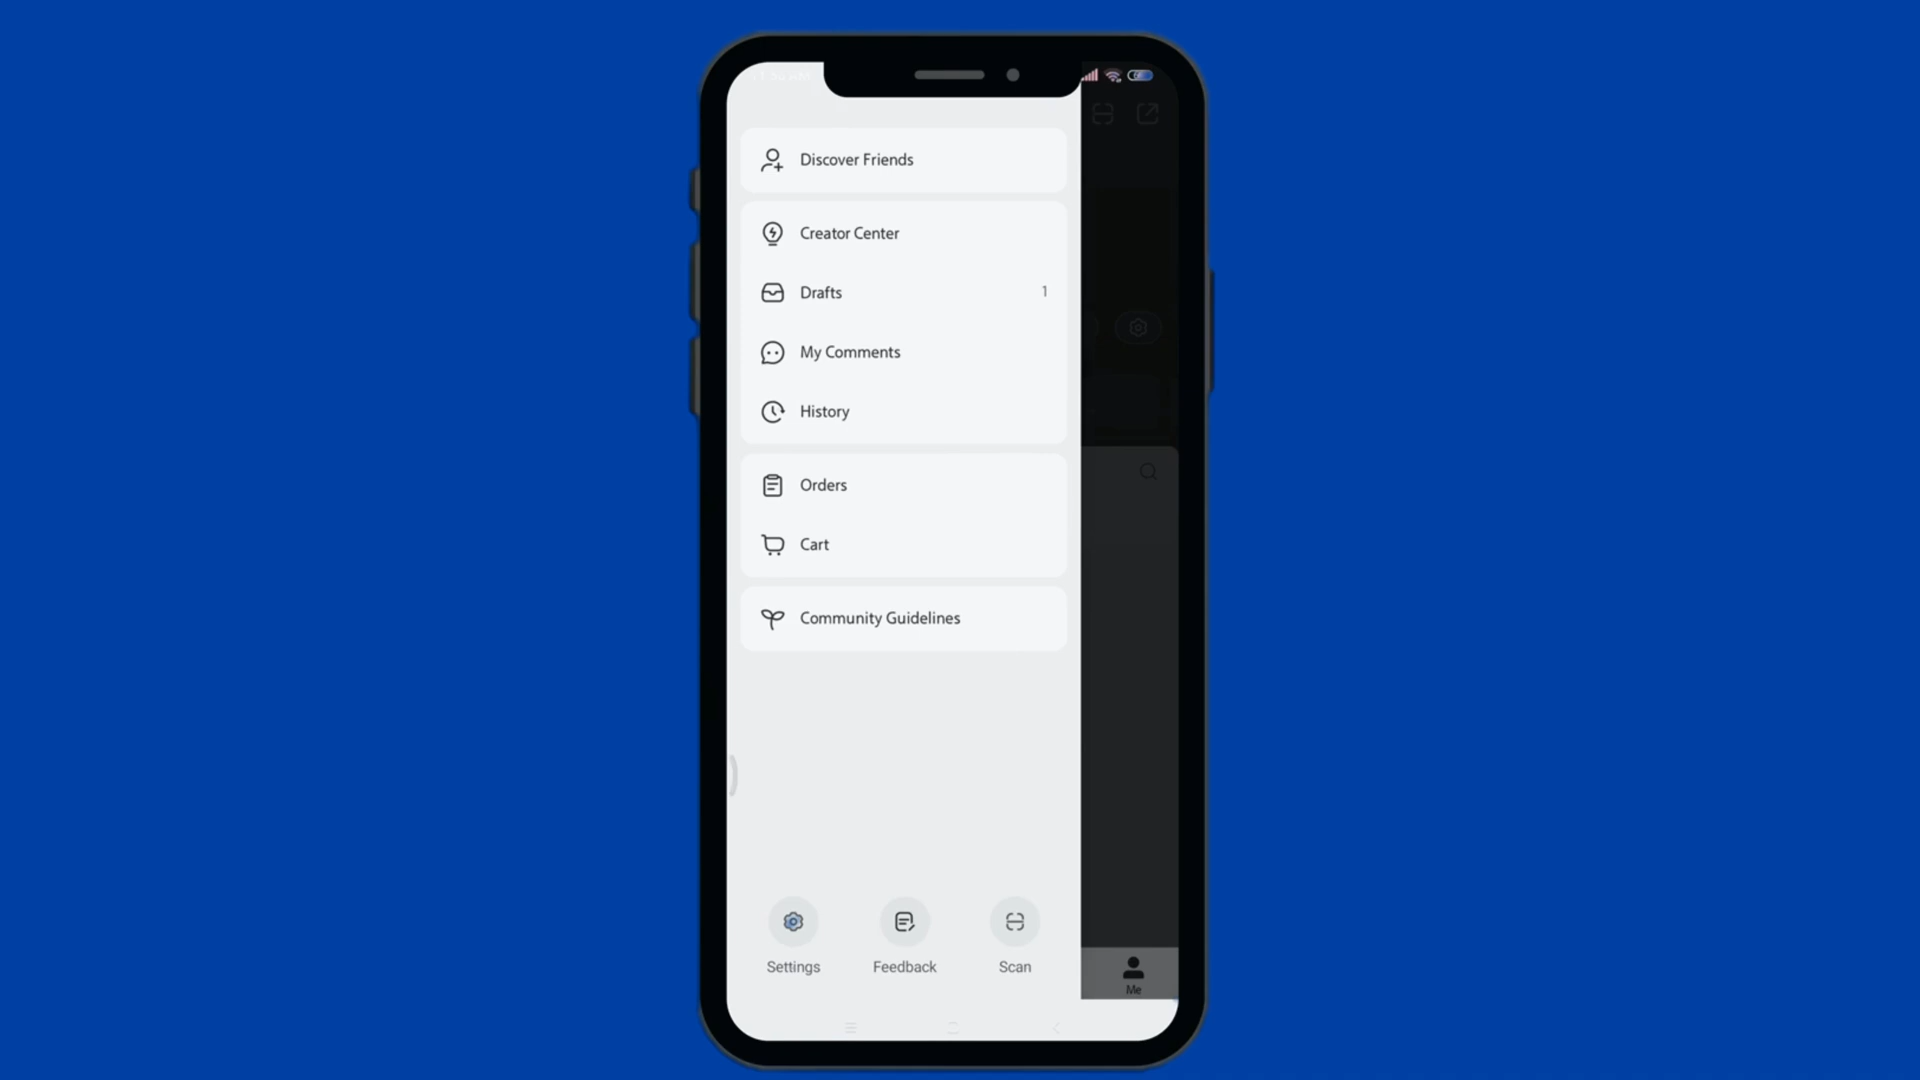 Discover Friends
Creator Center
Drafts 1
My Comments
History
Orders
Cart
Community Guidelines
Settings Feedback Scan
Me